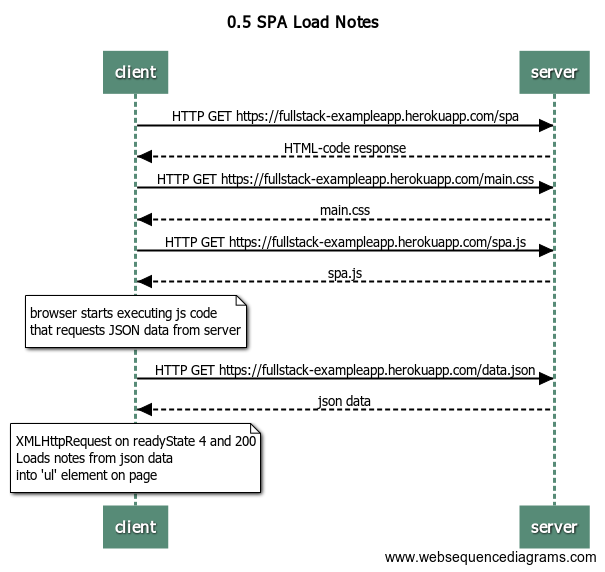 0.5 SPA Load Notes
client
server
HTTP GET https://fullstack-exampleapp.herokuapp.com/spa
HTML-code response
HTTP GET https://fullstack-exampleapp.herokuapp.com/main.css
main.css
HTTP GET https://fullstack-exampleapp.herokuapp.com/spa.js
spa.js
browser starts executing js code
that requests JSON data from server
HTTP GET https://fullstack-exampleapp.herokuapp.com/data.json
json data
XMLHttpRequest on readyState 4 and 200
Loads notes from json data
into 'ul' element on page
client
server
www.websequencediagrams.com